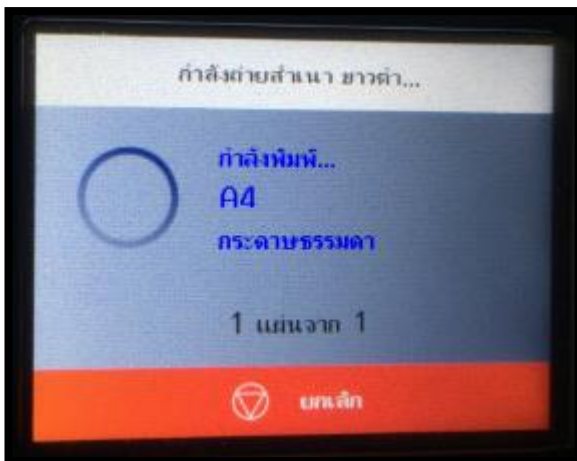 กำลังถ่ายสำเนา ขาวดำ...
กำลังพิมพ์...
A4
กระดาษธรรมดา
1 แผ่นจาก 1
ยกเลิก